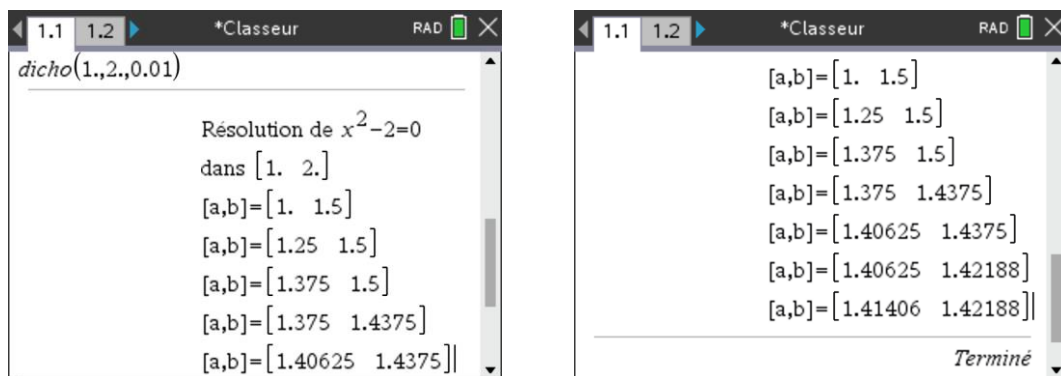 1.1 1.2 *Classeur RAD
dicho(1.,2.,0.01)
Résolution de x²-2=0
dans [1. 2.]
[a,b]=[1. 1.5]
[a,b]=[1.25 1.5]
[a,b]=[1.375 1.5]
[a,b]=[1.375 1.4375]
[a,b]=[1.40625 1.4375]
1.1 1.2 *Classeur RAD
[a,b]=[1. 1.5]
[a,b]=[1.25 1.5]
[a,b]=[1.375 1.5]
[a,b]=[1.375 1.4375]
[a,b]=[1.40625 1.4375]
[a,b]=[1.40625 1.42188]
[a,b]=[1.41406 1.42188]
Terminé